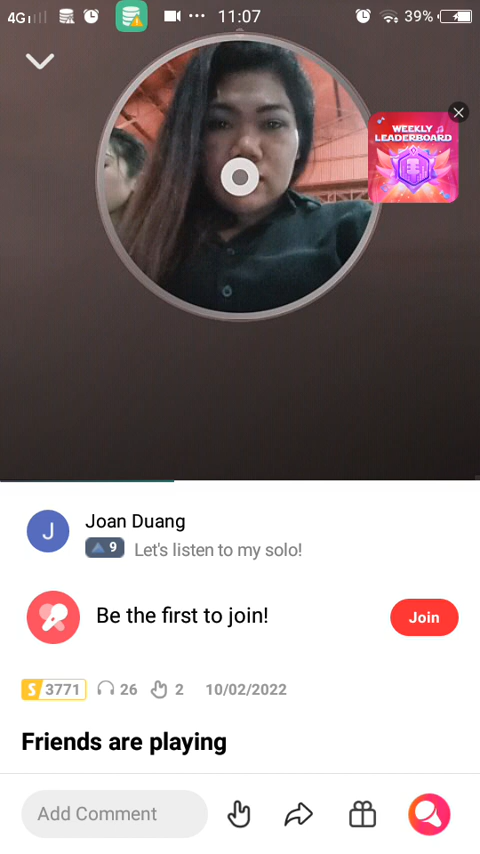 4G
11:07
39%
WEEKLY
LEADERBOARD
J
Joan Duang
9
Let's listen to my solo!
Be the first to join!
Join
S 3771
26
2
10/02/2022
Friends are playing
Add Comment